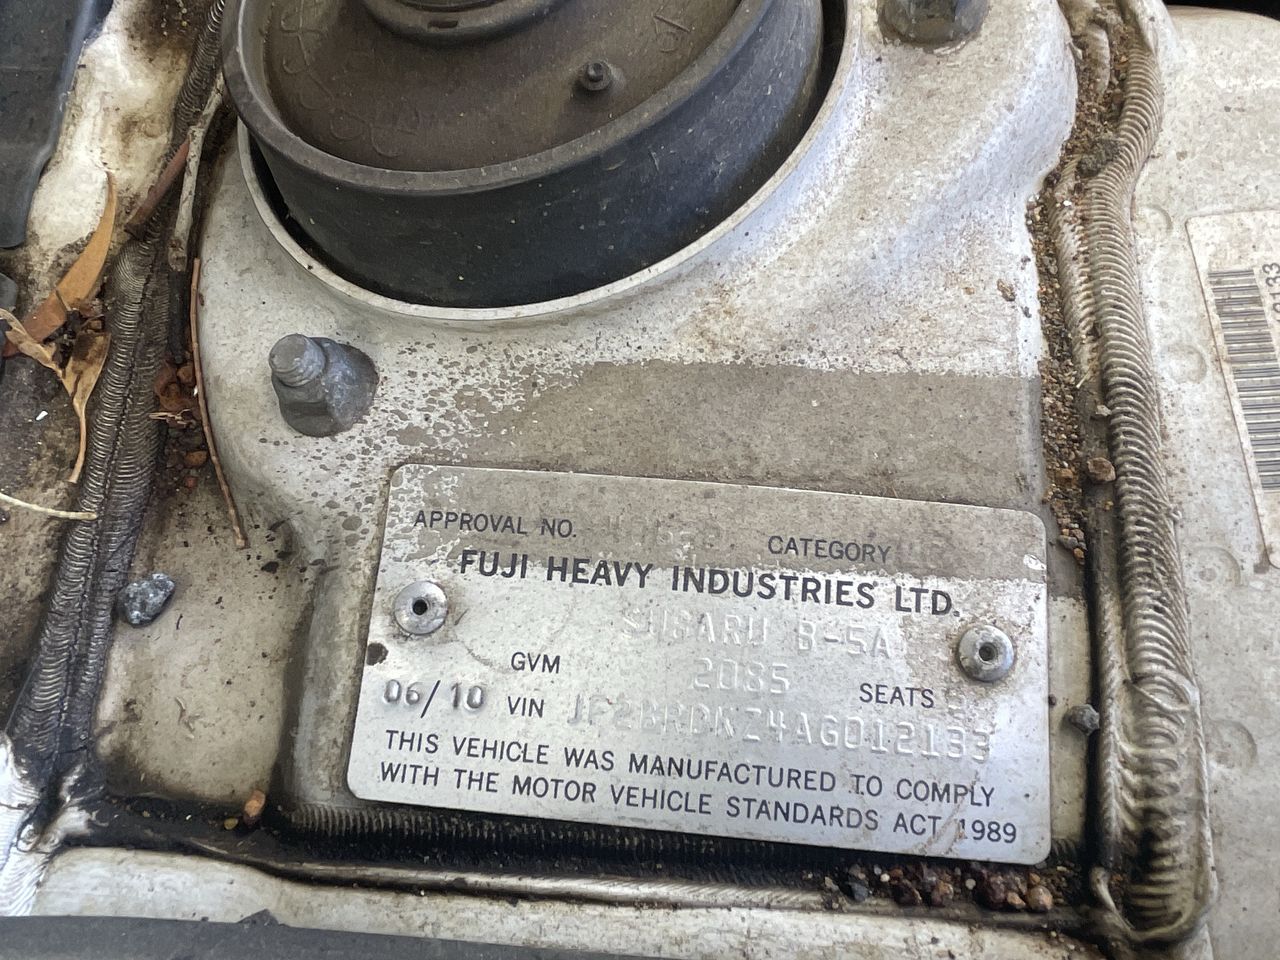 APPROVAL NO. CATEGORY
FUJI HEAVY INDUSTRIES LTD.
SUBARU B-5A
GVM 2085 SEATS
06/10 VIN JF2BRDNZ4AG012133
THIS VEHICLE WAS MANUFACTURED TO COMPLY
WITH THE MOTOR VEHICLE STANDARDS ACT 1989